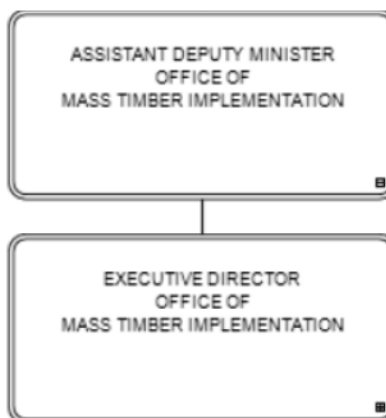 ASSISTANT DEPUTY MINISTER
OFFICE OF
MASS TIMBER IMPLEMENTATION
EXECUTIVE DIRECTOR
OFFICE OF
MASS TIMBER IMPLEMENTATION